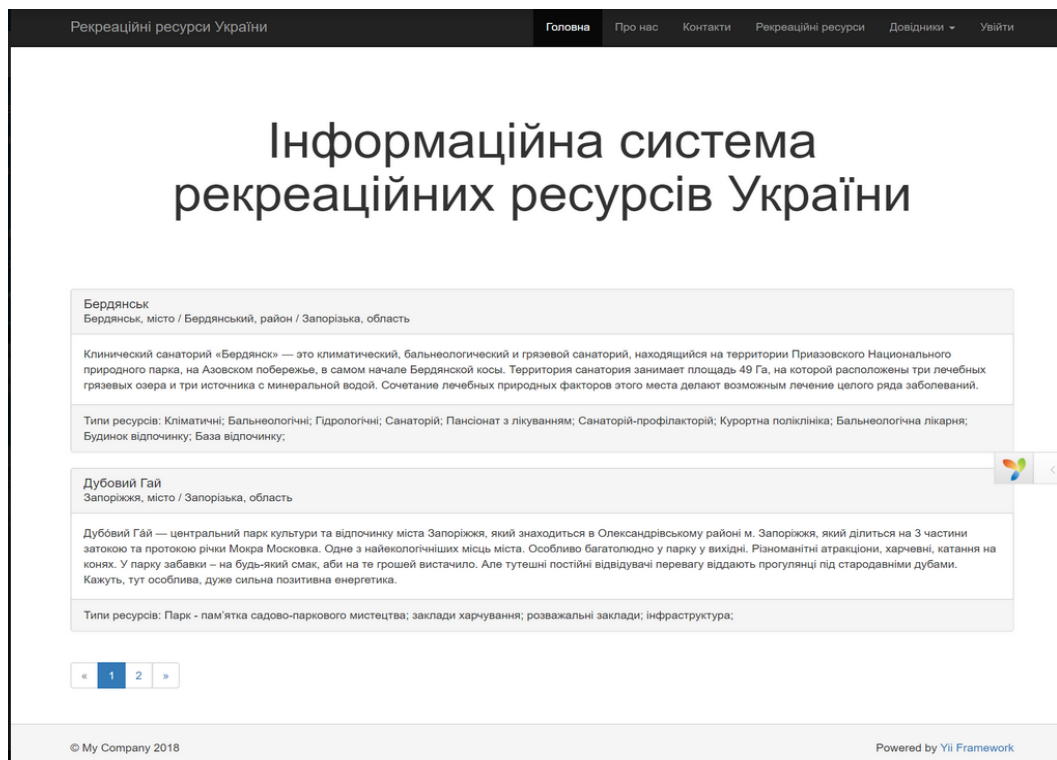 Рекреаційні ресурси України Головна Про нас Контакти Рекреаційні ресурси Довідники Увійти
Інформаційна система
рекреаційних ресурсів України
Бердянськ
Бердянськ, місто / Бердянський, район / Запорізька, область
Клинический санаторий «Бердянск» — это климатический, бальнеологический и грязевой санаторий, находящийся на территории Приазовского Национального
природного парка, на Азовском побережье, в самом начале Бердянской косы. Территория санатория занимает площадь 49 Га, на которой расположены три лечебных
грязевых озера и три источника с минеральной водой. Сочетание лечебных природных факторов этого места делают возможным лечение целого ряда заболеваний.
Типи ресурсів: Кліматичні; Бальнеологічні; Гідрологічні; Санаторій; Пансіонат з лікуванням; Санаторій-профілакторій; Курортна поліклініка; Бальнеологічна лікарня;
Будинок відпочинку; База відпочинку;
Дубовий Гай
Запоріжжя, місто / Запорізька, область
Дубо́вий Га́й — центральний парк культури та відпочинку міста Запоріжжя, який знаходиться в Олександрівському районі м. Запоріжжя, який ділиться на 3 частини
затокою та протокою річки Мокра Московка. Одне з найекологічніших місць міста. Особливо багатолюдно у парку у вихідні. Різноманітні атракціони, харчевні, катання на
конях. У парку забавки – на будь-який смак, аби на те грошей вистачило. Але тутешні постійні відвідувачі перевагу віддають прогулянці під стародавніми дубами.
Кажуть, тут особлива, дуже сильна позитивна енергетика.
Типи ресурсів: Парк - пам'ятка садово-паркового мистецтва; заклади харчування; розважальні заклади; інфраструктура;
« 1 2 »
© My Company 2018 Powered by Yii Framework